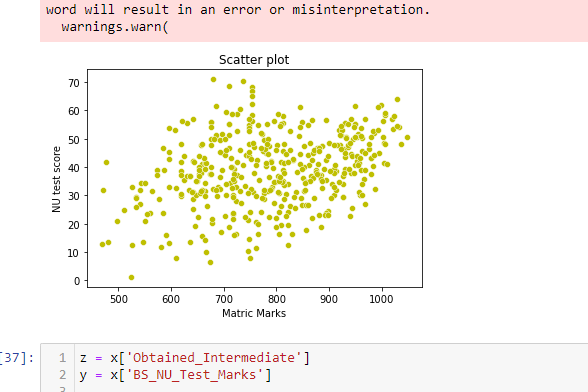 word will result in an error or misinterpretation.
warnings.warn(
Scatter plot
70
60
50
40
30
20
10
0
NU test score
500 600 700 800 900 1000
Matric Marks
[37]:
1 z = x['Obtained_Intermediate']
2 y = x['BS_NU_Test_Marks']